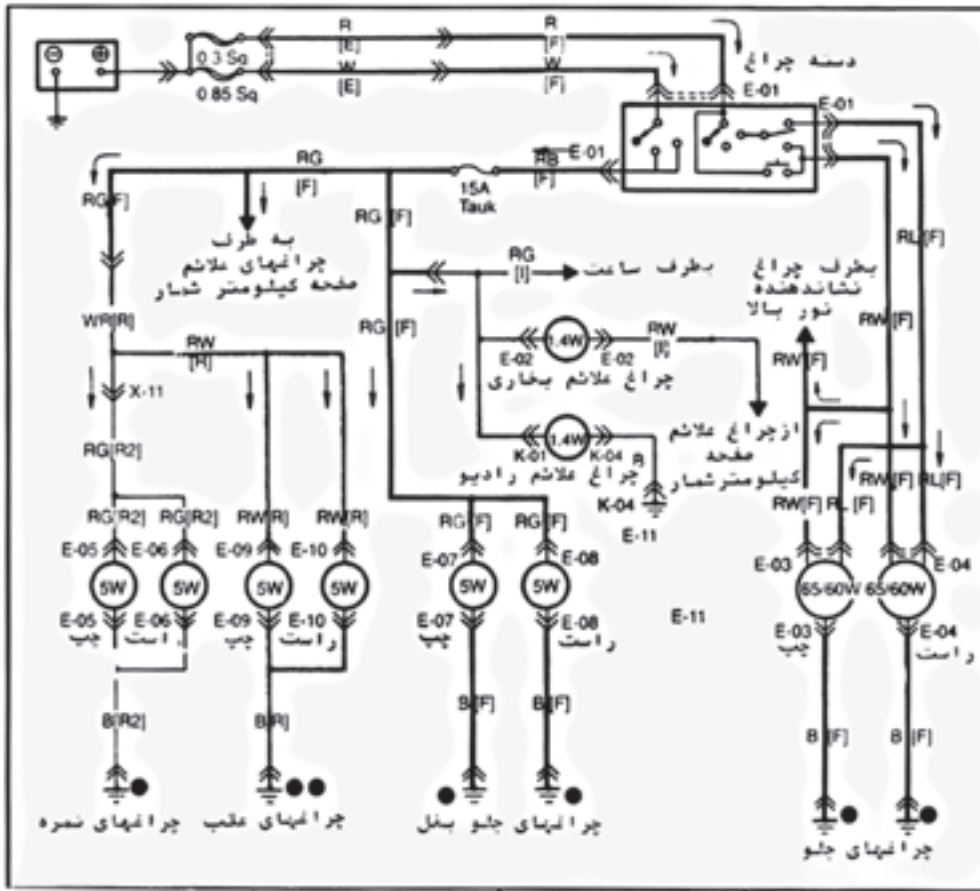 R
R
[E]
[F]
0.3 Sq
W
W
[E]
[F]
0.85 Sq
دسته چراغ
E-01
E-01
RG
[F]
RB
[F]
E-01
15A
Tauk
RG[F]
RG [F]
RL[F]
به طرف
چراغهای علائم
صفحه کیلومتر شمار
RG
[I]
بطرف ساعت
بطرف چراغ
نشاندهنده
نور بالا
RW[F]
RW[F]
WR[R]
RG [F]
RW
[R]
E-02
1.4W
E-02
RW
[I]
چراغ علائم بخاری
X-11
RG[R2]
K-01
1.4W
K-04
B
چراغ علائم رادیو
ازچراغ علائم
صفحه
کیلومترشمار
K-04
E-11
RW[F]
RL[F]
RW[F]
RL[F]
RG[R2]
RG[R2]
RW[R]
RW[R]
RG[F]
RG[F]
E-05
E-06
E-09
E-10
E-07
E-08
E-03
E-04
5W
5W
5W
5W
5W
5W
65/60W
65/60W
E-05
E-06
E-09
E-10
E-07
E-08
E-11
E-03
E-04
چپ
راست
چپ
راست
چپ
راست
چپ
راست
B[R2]
B[R]
B[F]
B[F]
B[F]
B[F]
چراغهای نمره
چراغهای عقب
چراغهای جلو بغل
چراغهای جلو